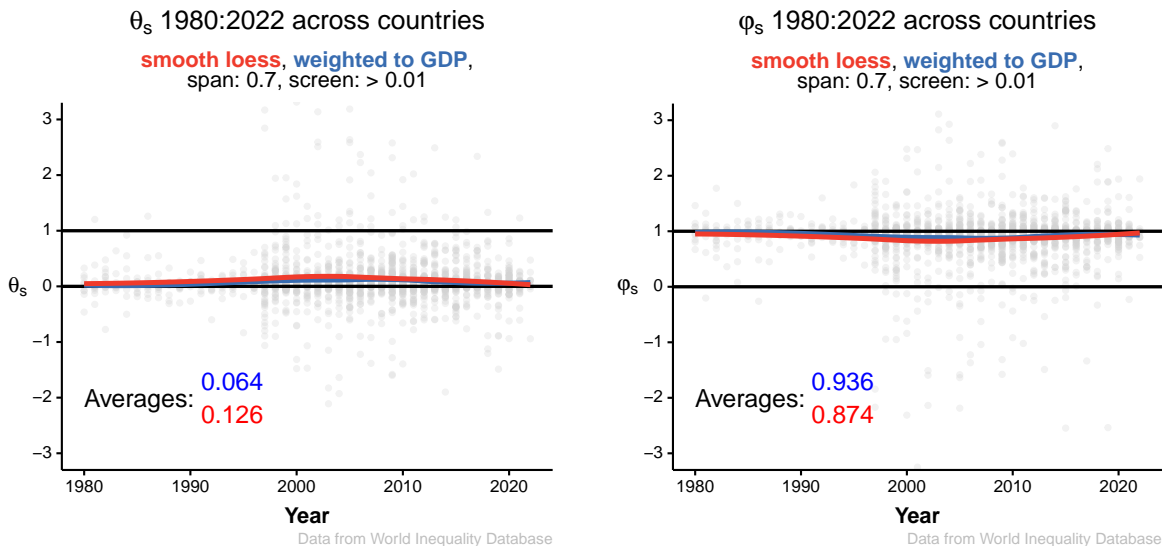 θs 1980:2022 across countries
smooth loess, weighted to GDP,
span: 0.7, screen: > 0.01
3
2
1
θs
0
−1
−2
−3
Averages:
0.064
0.126
1980
1990
2000
2010
2020
Year
Data from World Inequality Database
φs 1980:2022 across countries
smooth loess, weighted to GDP,
span: 0.7, screen: > 0.01
3
2
1
φs
0
−1
−2
−3
Averages:
0.936
0.874
1980
1990
2000
2010
2020
Year
Data from World Inequality Database